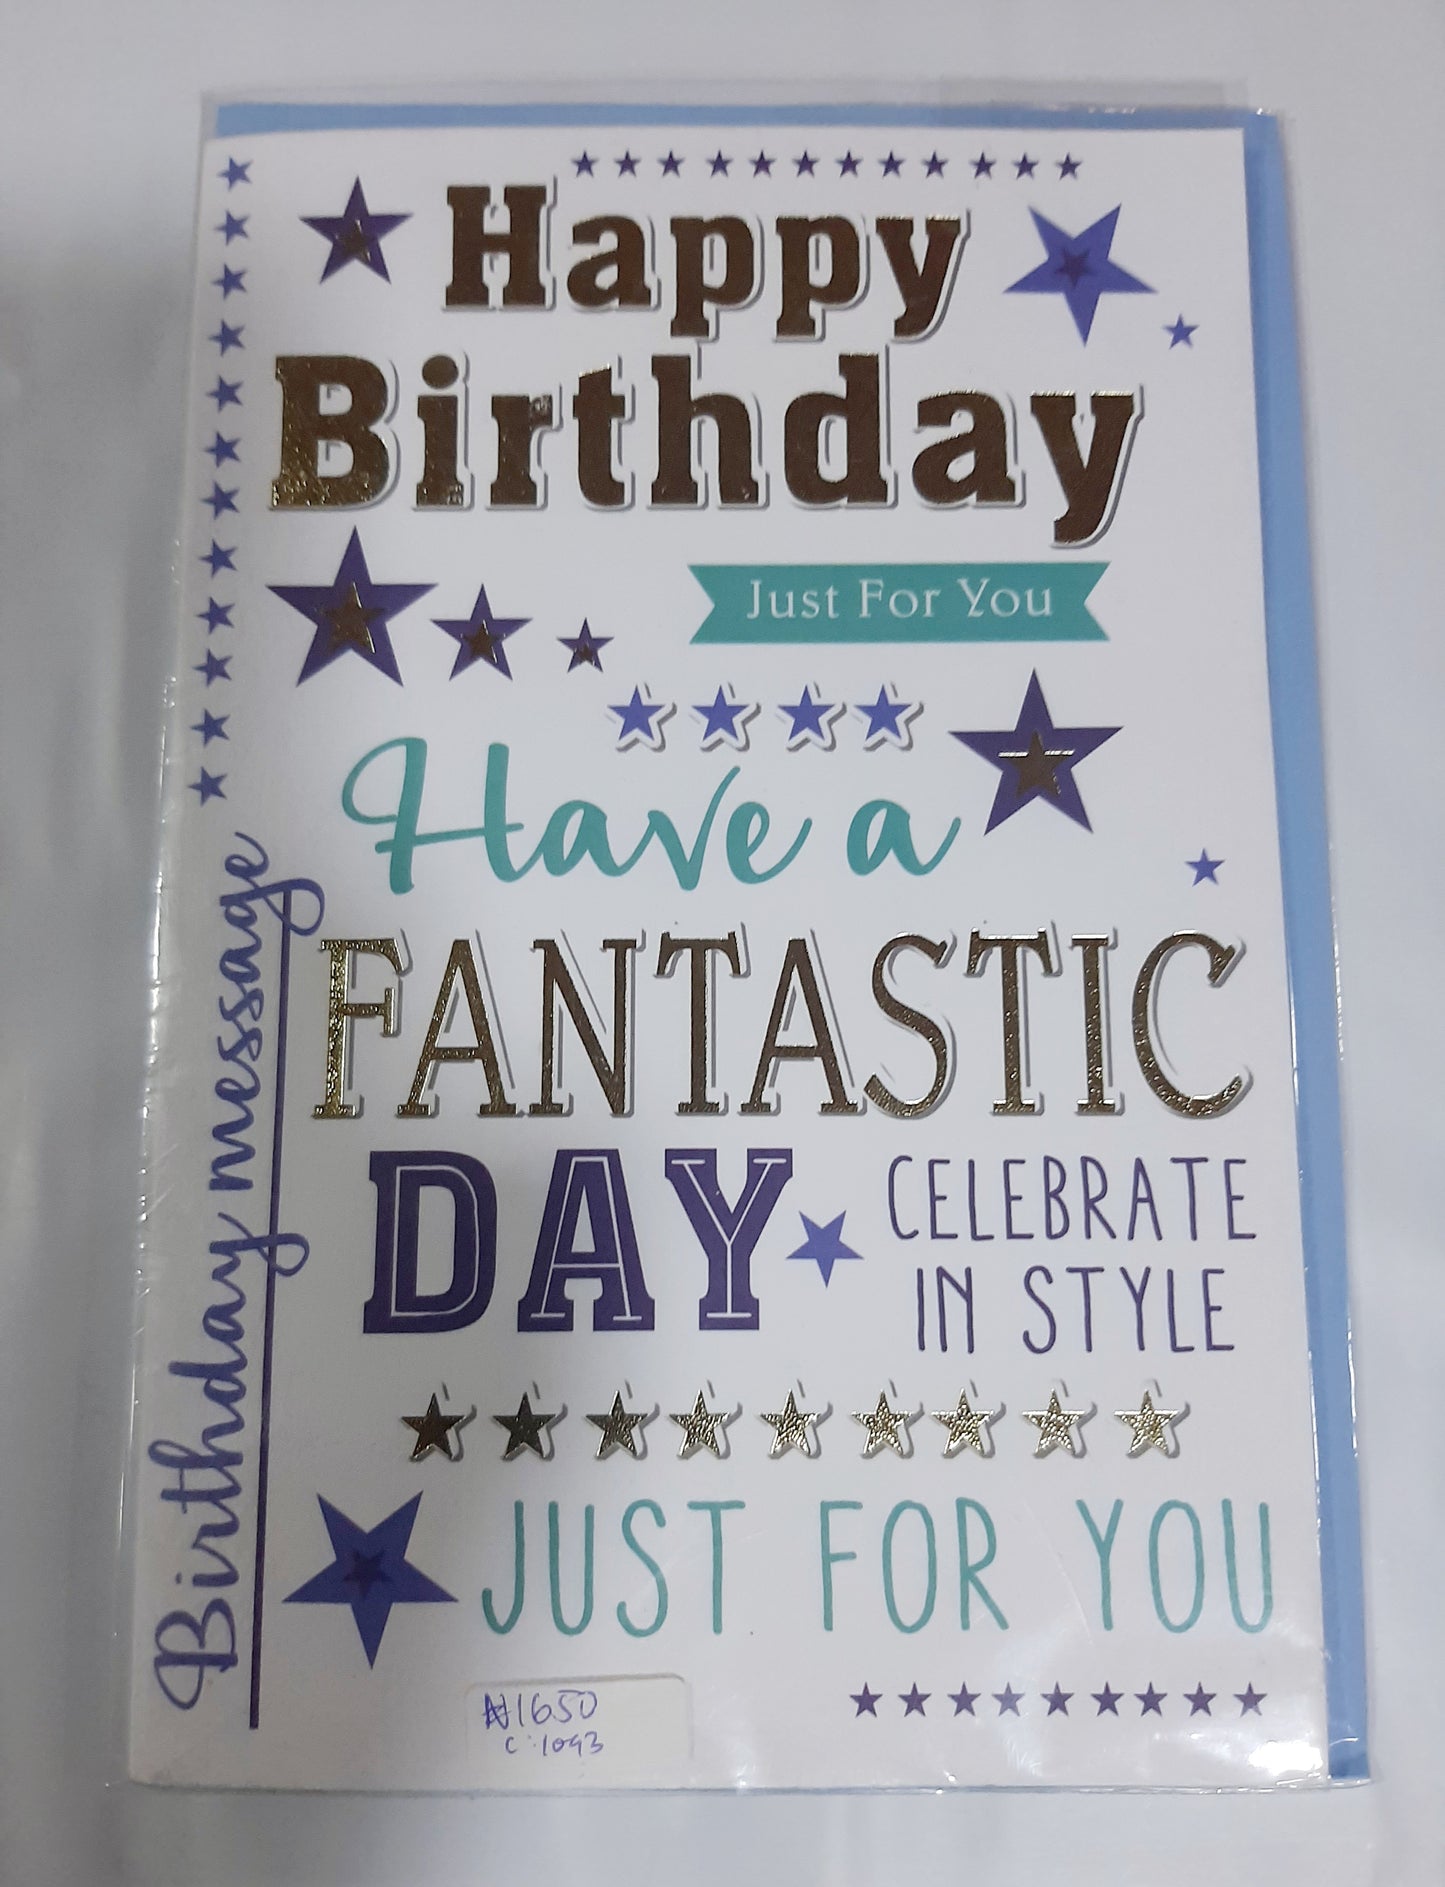 Happy
Birthday
Just For You
Have a
FANTASTIC
DAY
CELEBRATE
IN STYLE
JUST FOR YOU
Birthday message
₦1650
C:1093